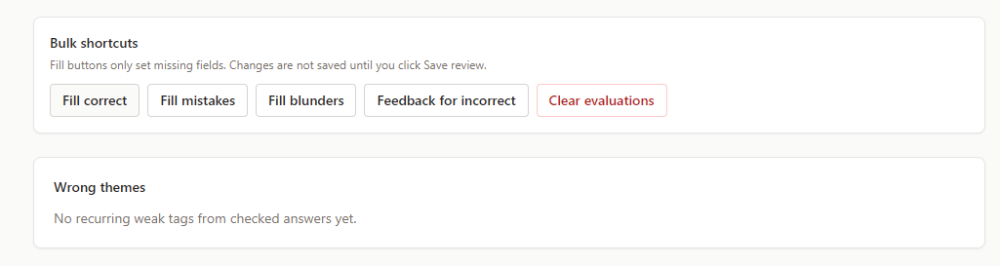 Bulk shortcuts
Fill buttons only set missing fields. Changes are not saved until you click Save review.
Fill correct Fill mistakes Fill blunders Feedback for incorrect Clear evaluations
Wrong themes
No recurring weak tags from checked answers yet.